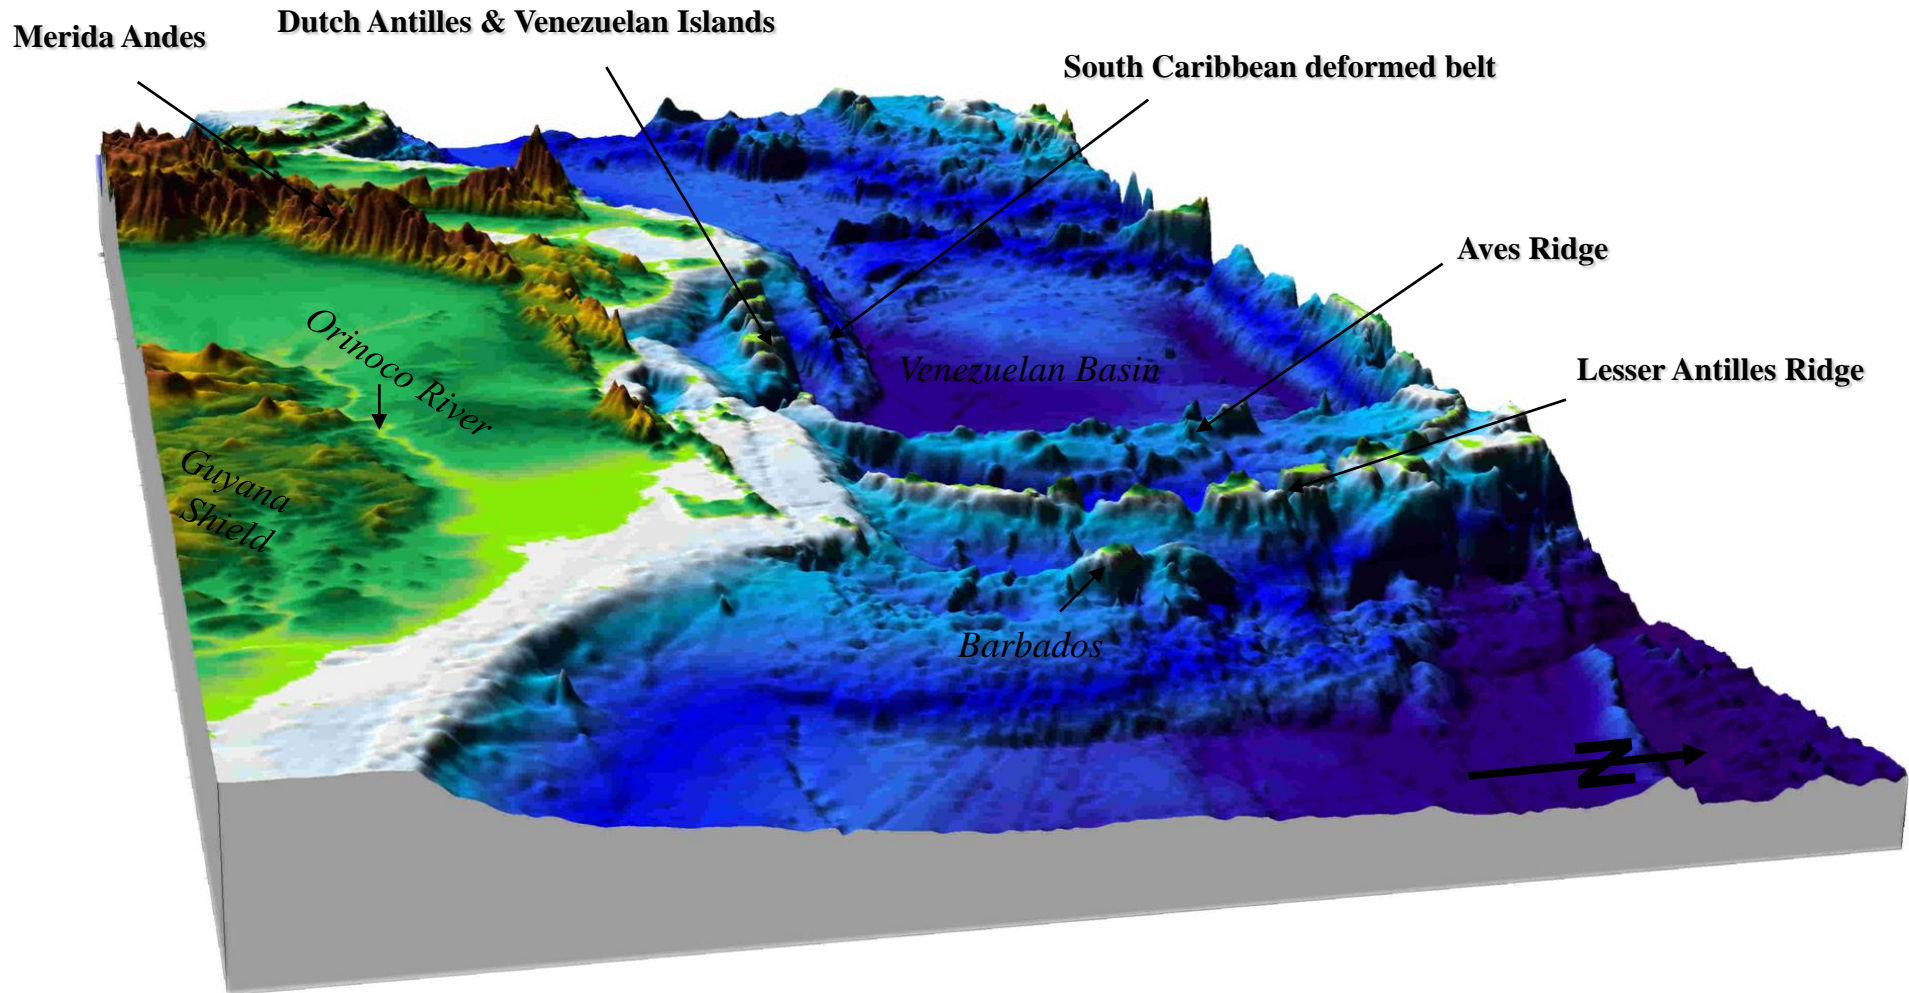 Dutch Antilles & Venezuelan Islands
Merida Andes
South Caribbean deformed belt
Aves Ridge
Orinoco River
Venezuelan Basin
Lesser Antilles Ridge
Guyana
Shield
Barbados
N